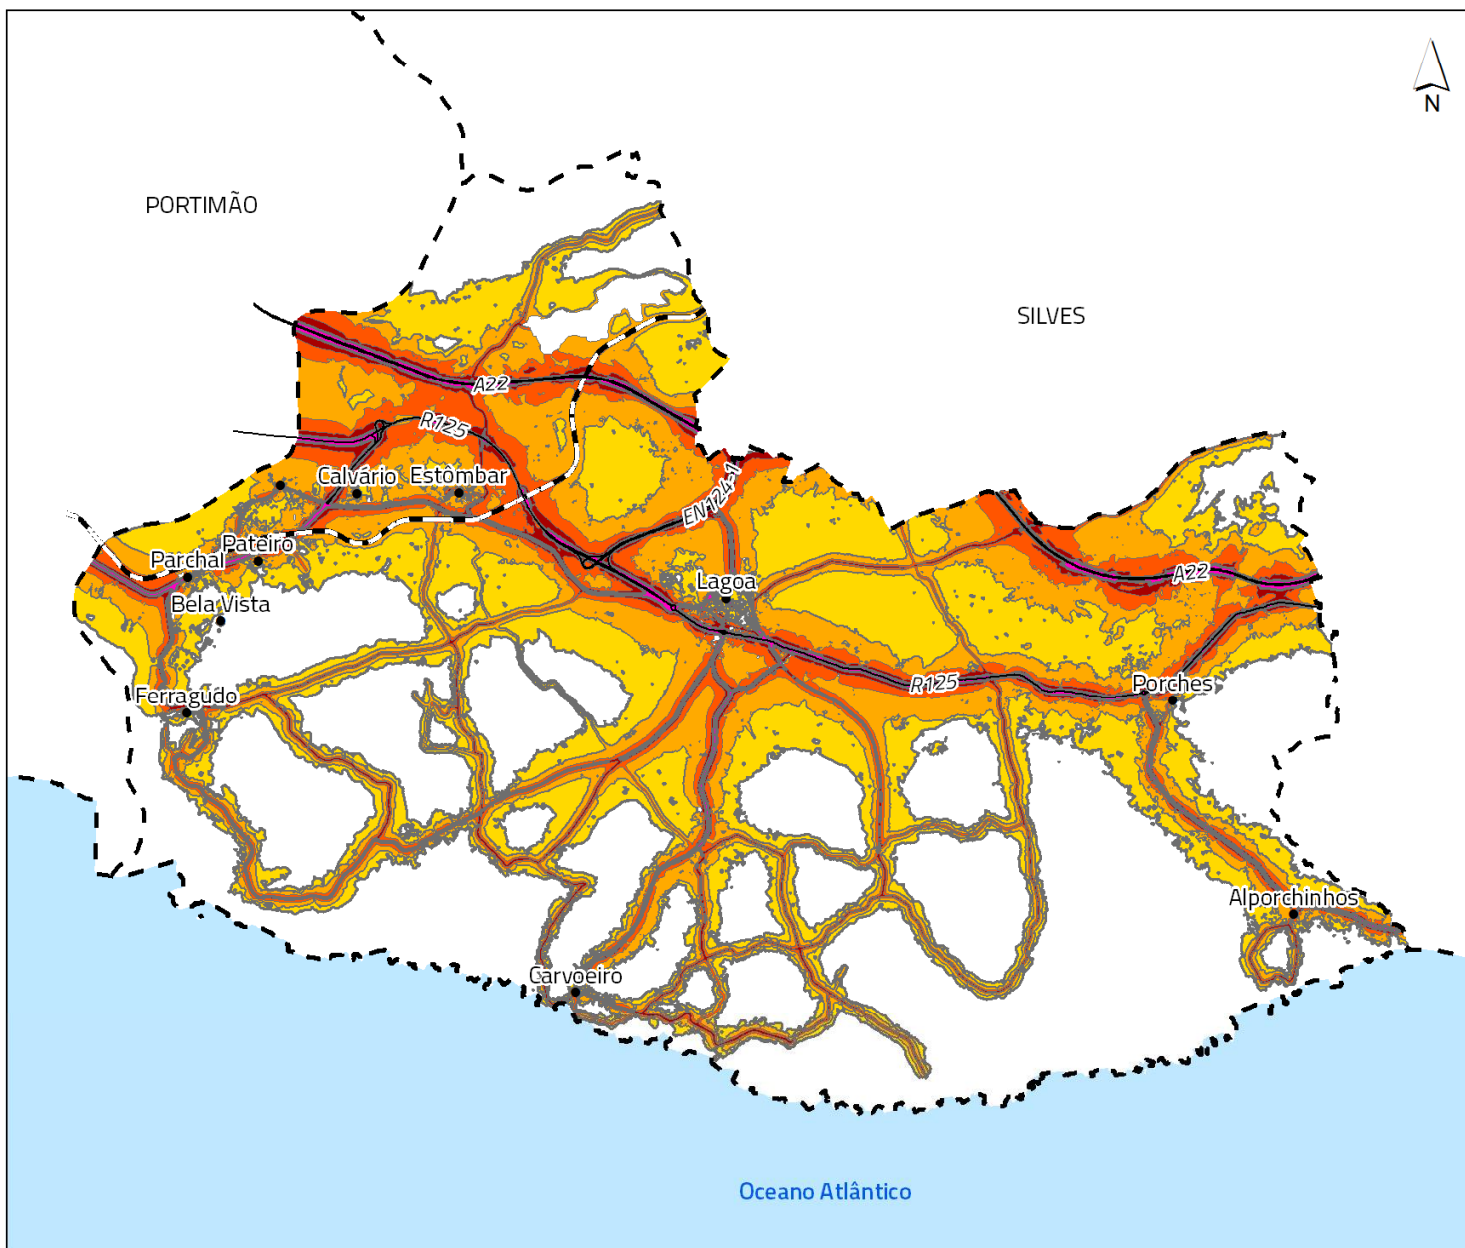 N
PORTIMÃO
SILVES
A22
R125
Calvário
Estômbar
EN124-1
Pateiro
Parchal
Lagoa
A22
Bela Vista
R125
Porches
Ferragudo
Alporchinhos
Carvoeiro
Oceano Atlântico